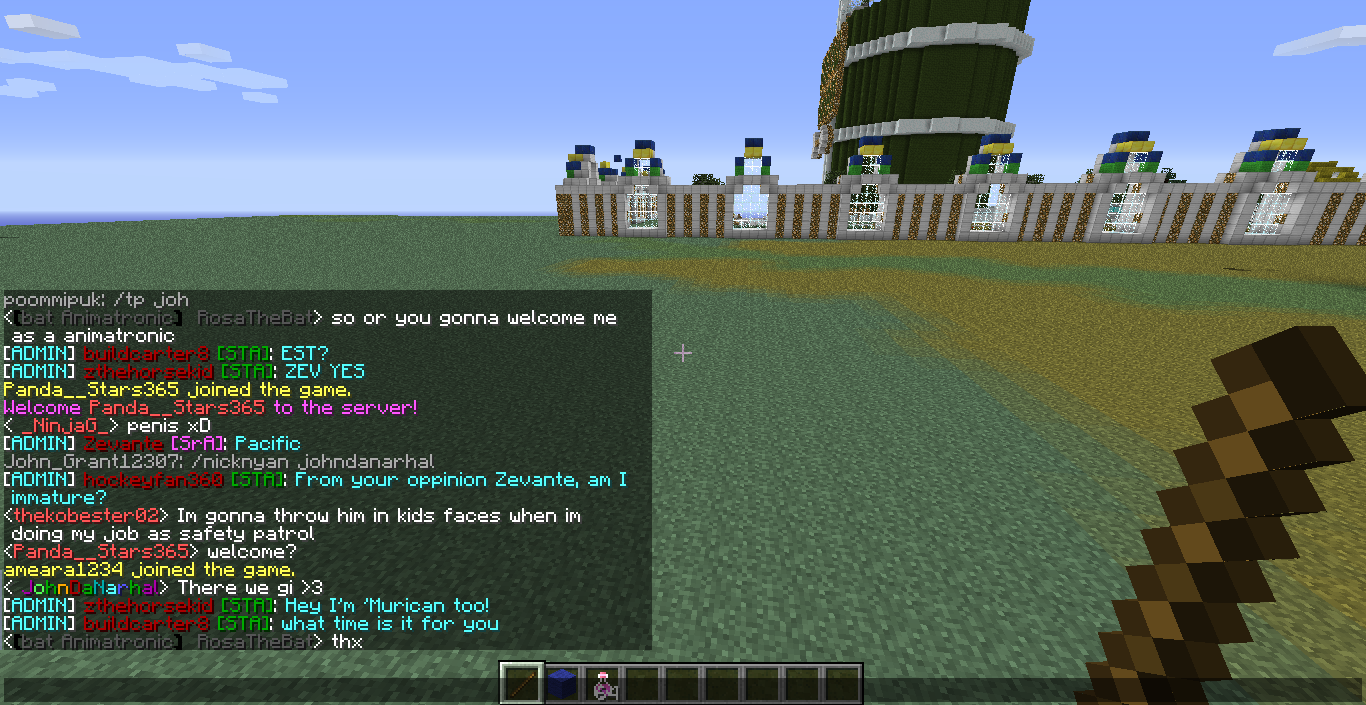 poommipuk: /tp joh
<[bat Animatronic] RosaTheBat> so or you gonna welcome me
as a animatronic
[ADMIN] buildcarter8 [STA]: EST?
[ADMIN] zthehorsekid [STA]: ZEV YES
Panda__Stars365 joined the game.
Welcome Panda__Stars365 to the server!
< _NinjaG_> penis xD
[ADMIN] Zevante [SrA]: Pacific
John_Grant12307: /nicknyan johndanarhal
[ADMIN] hockeyfan360 [STA]: From your oppinion Zevante, am I
immature?
<thekobester02> Im gonna throw him in kids faces when im
doing my job as safety patrol
<Panda__Stars365> welcome?
ameara1234 joined the game.
< JohnDaNarhal> There we gi >3
[ADMIN] zthehorsekid [STA]: Hey I'm 'Murican too!
[ADMIN] buildcarter8 [STA]: what time is it for you
<[bat Animatronic] RosaTheBat> thx